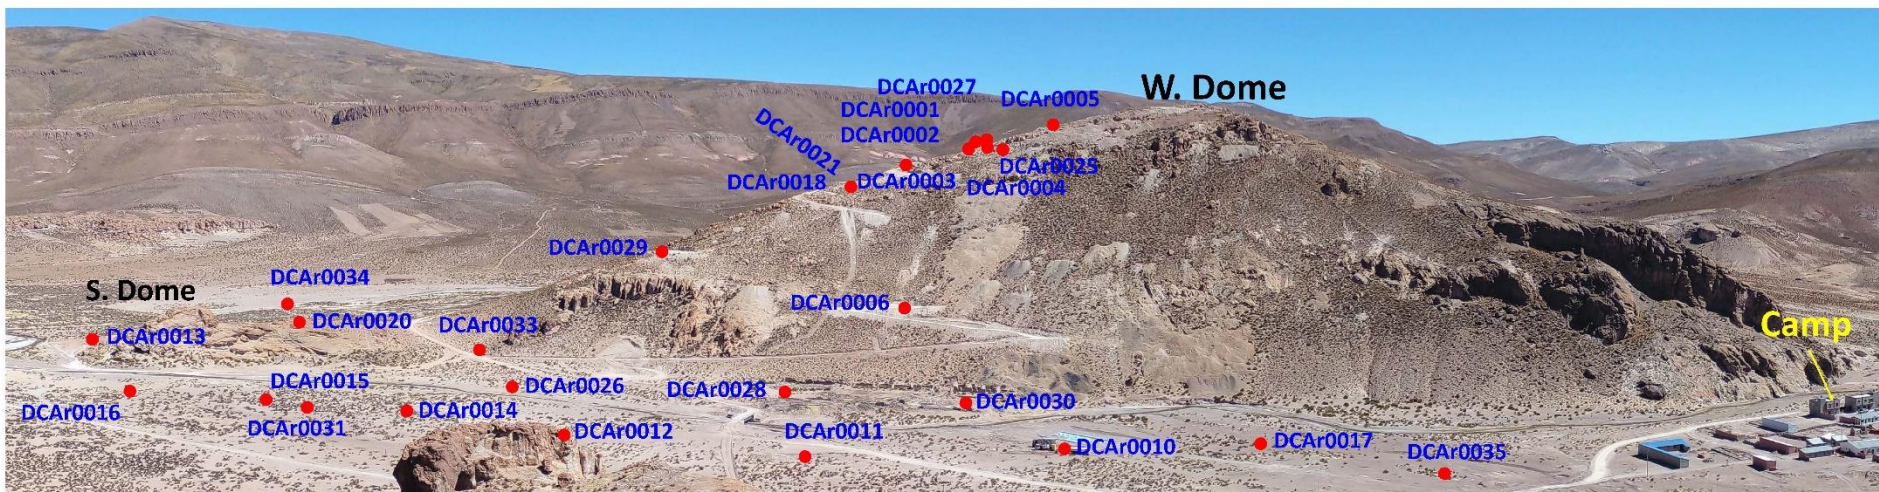 DCAr0027
W. Dome
DCAr0001
DCAr0005
DCAr0002
DCAr0021
DCAr0025
DCAr0018
DCAr0003
DCAr0004
DCAr0029
DCAr0034
S. Dome
DCAr0006
DCAr0020
DCAr0033
DCAr0013
Camp
DCAr0015
DCAr0026
DCAr0028
DCAr0016
DCAr0014
DCAr0030
DCAr0031
DCAr0012
DCAr0011
DCAr0010
DCAr0017
DCAr0035